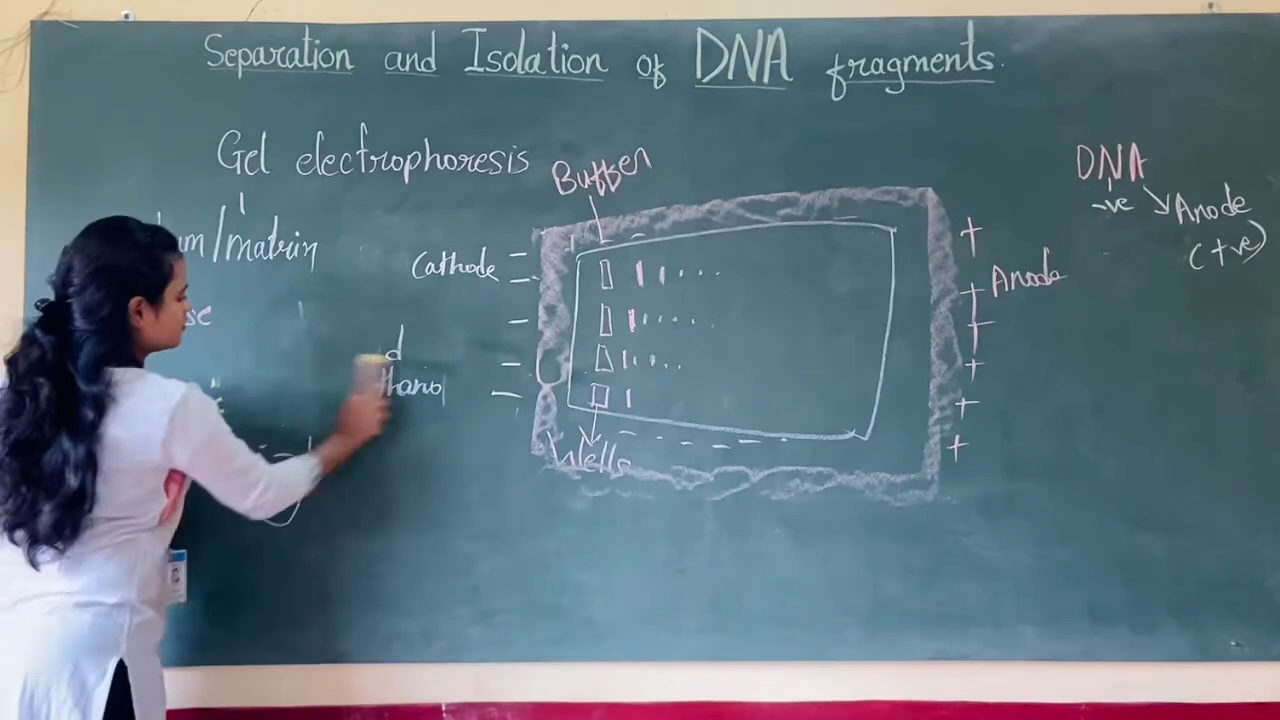 Separation and Isolation of DNA fragments.
Gel electrophoresis
um/matrix
se
d
thanol
Buffer
Cathode
Wells
Anode
DNA
-ve
Anode
(+ve)